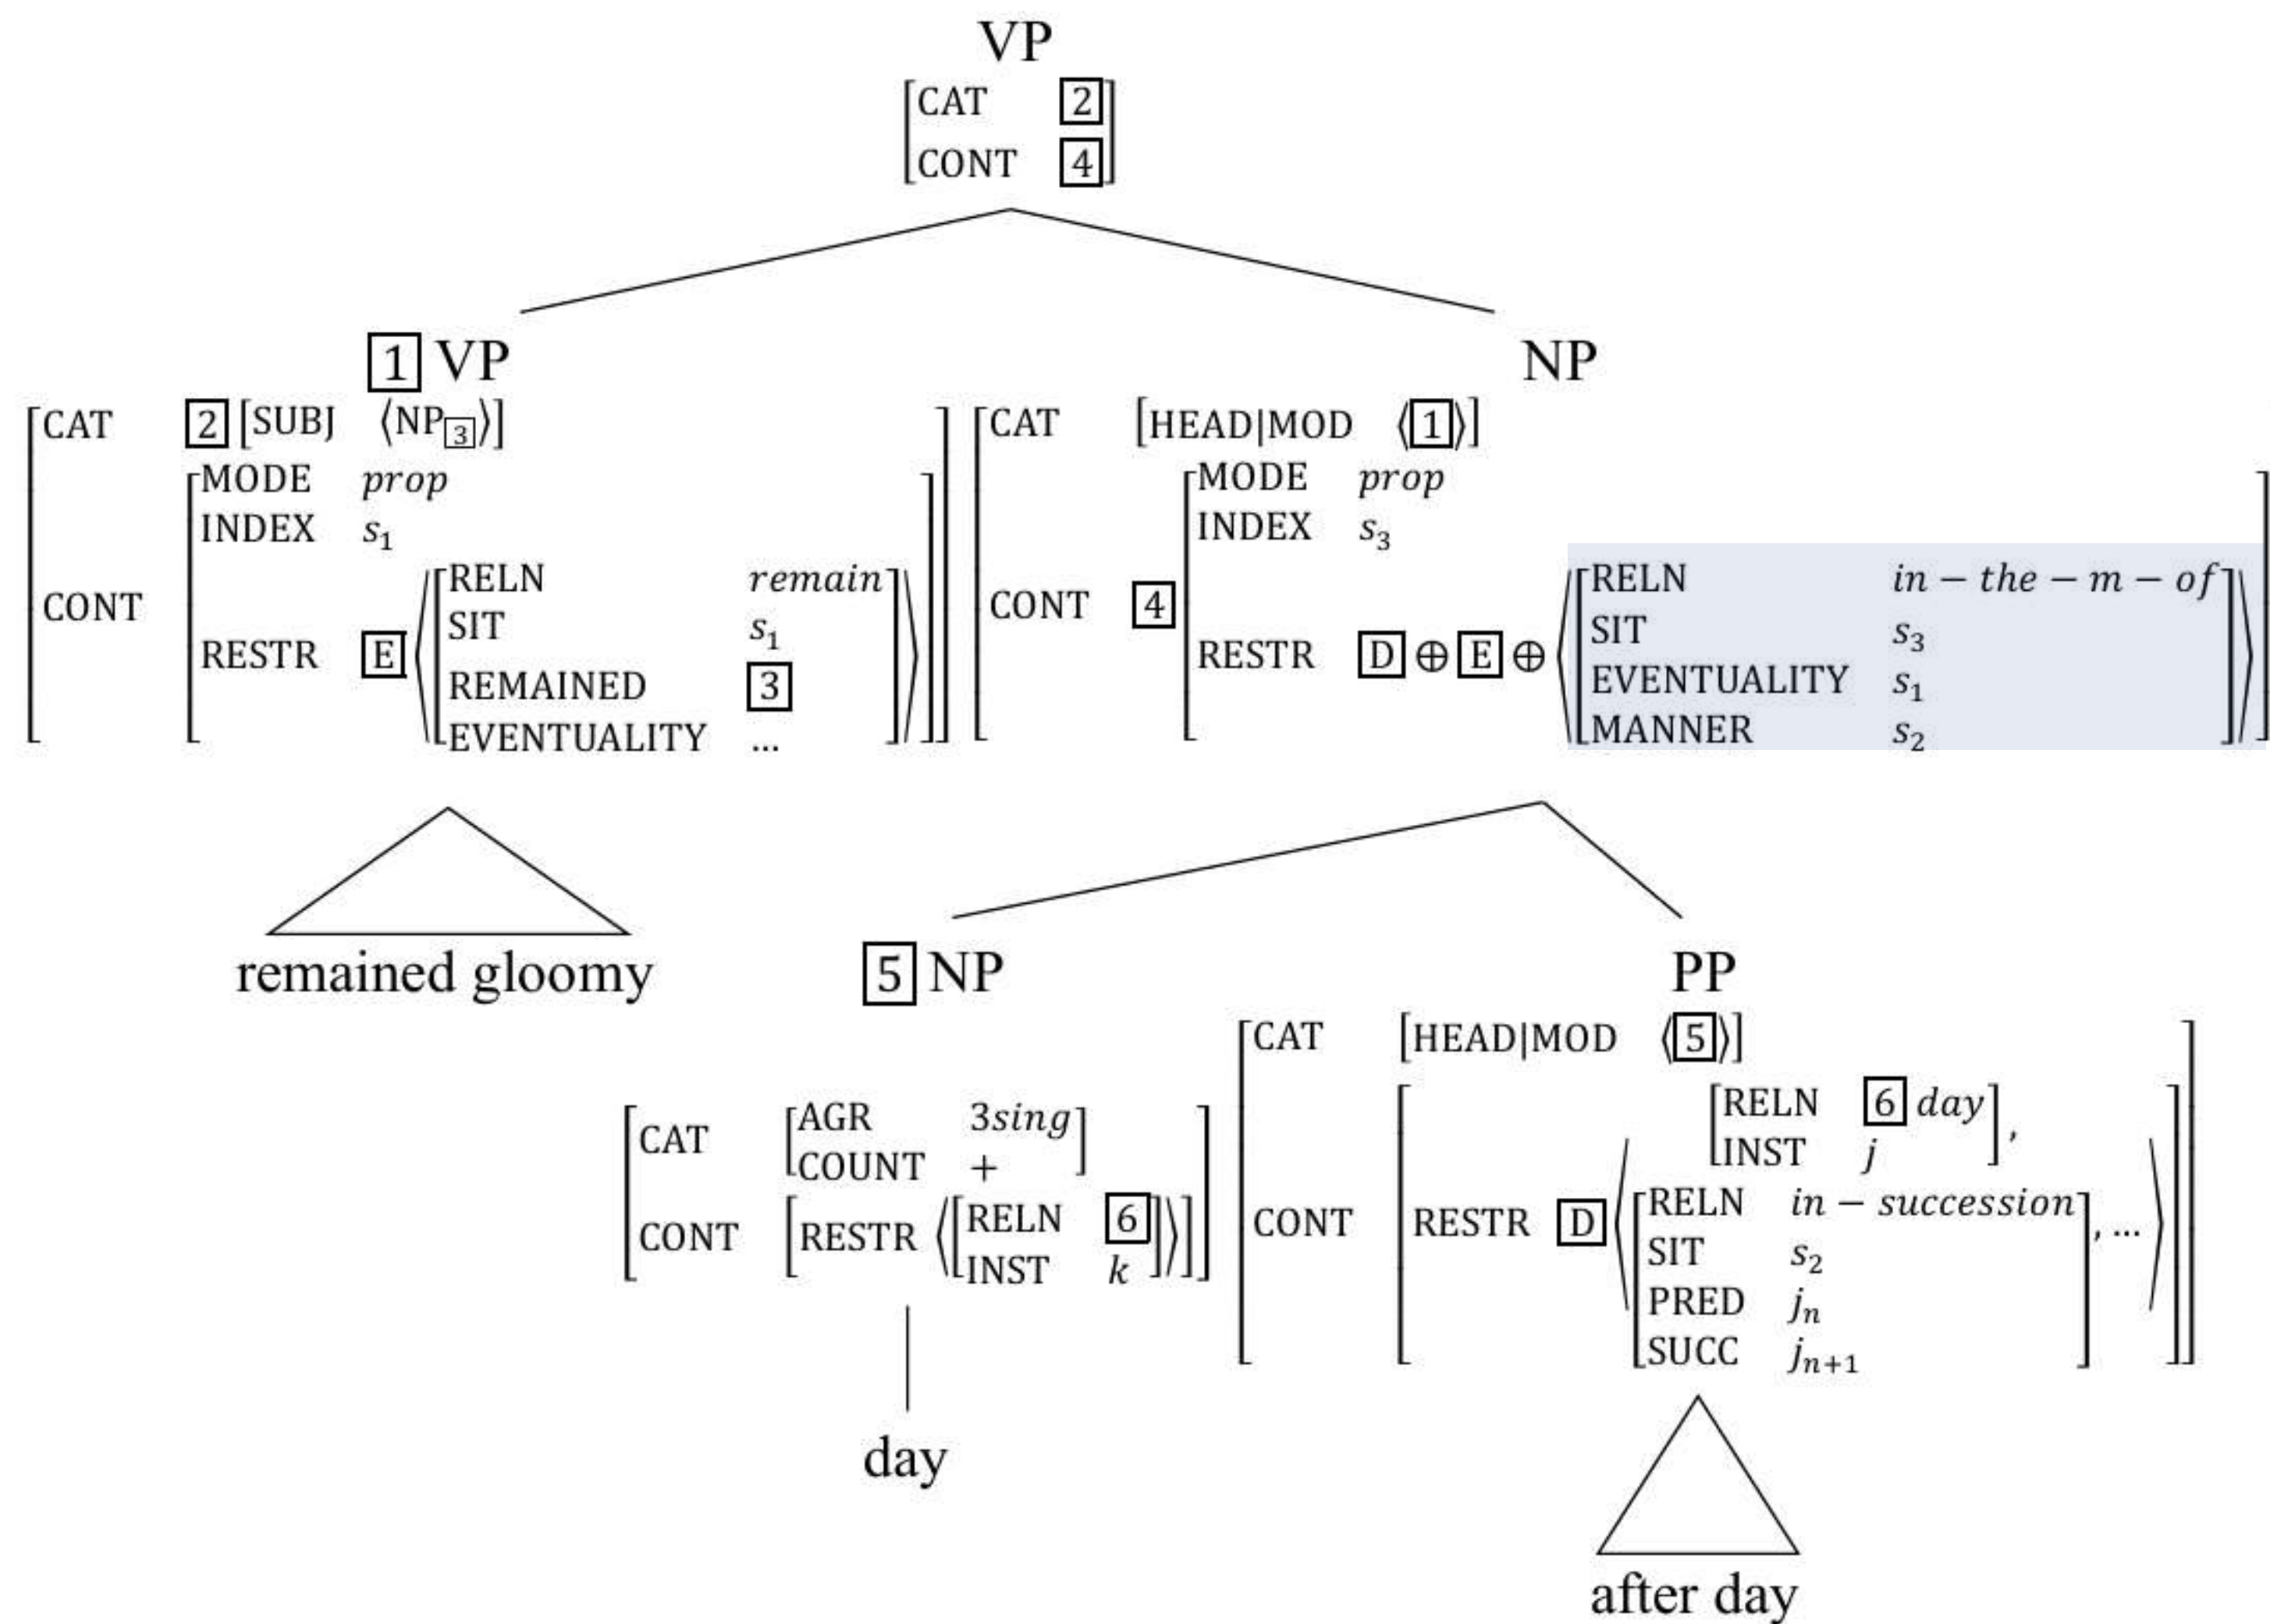 VP
[CAT 2]
[CONT 4]
1 VP
[CAT 2 [SUBJ ⟨NP 3⟩]
MODE prop
INDEX s₁
CONT
RESTR E ⟨[RELN remain
SIT s₁
REMAINED 3
EVENTUALITY ...]⟩]
NP
[CAT [HEAD|MOD ⟨1⟩]
MODE prop
INDEX s₃
CONT 4
RESTR D ⊕ E ⊕ ⟨[RELN in − the − m − of
SIT s₃
EVENTUALITY s₁
MANNER s₂]⟩]
remained gloomy
5 NP
[CAT [AGR 3sing
COUNT +]
CONT [RESTR ⟨[RELN 6
INST k]⟩]]
day
PP
[CAT [HEAD|MOD ⟨5⟩]
CONT [RESTR D ⟨[RELN 6 day
INST j],
[RELN in − succession
SIT s₂
PRED jₙ
SUCC jₙ₊₁], ...⟩]]
after day